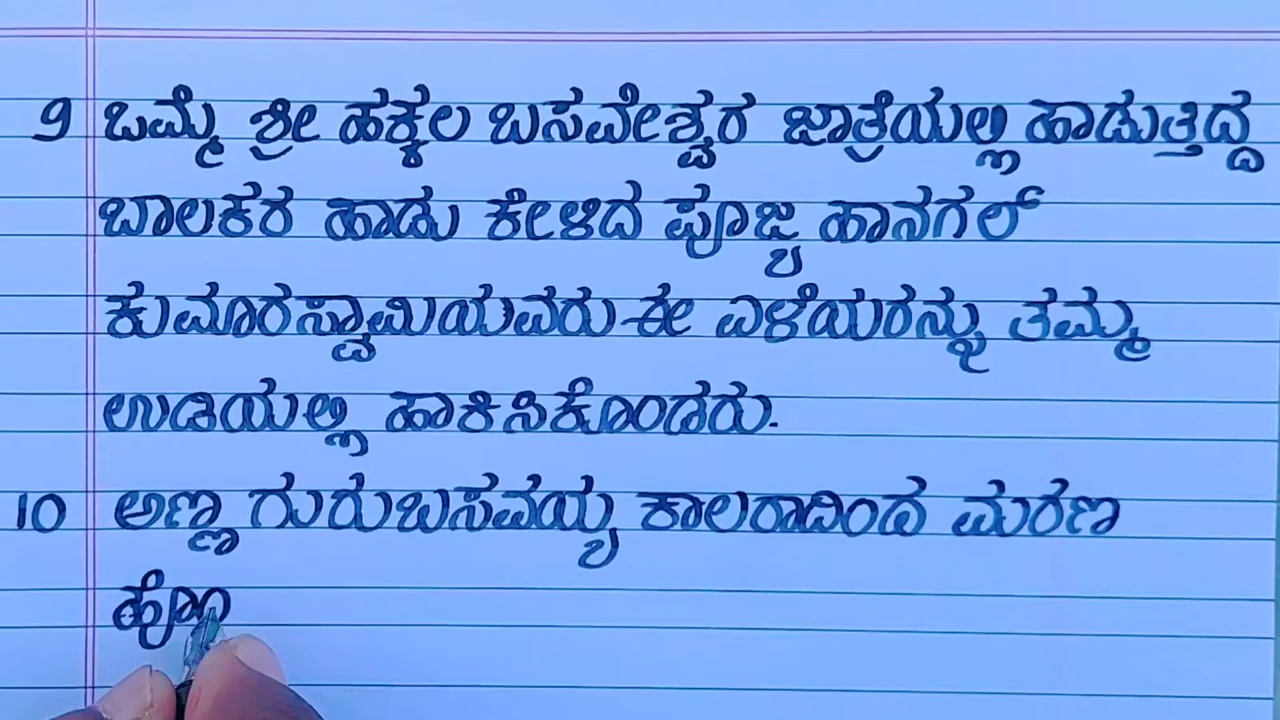 9 ಒಮ್ಮೆ ಶ್ರೀ ಹಕ್ಕಲ ಬಸವೇಶ್ವರ ಜಾತ್ರೆಯಲ್ಲಿ ಹಾಡುತ್ತಿದ್ದ
ಬಾಲಕರ ಹಾಡು ಕೇಳಿದ ಪೂಜ್ಯ ಹಾನಗಲ್
ಕುಮಾರಸ್ವಾಮಿಯವರು ಈ ಎಳೆಯರನ್ನು ತಮ್ಮ
ಉಡಿಯಲ್ಲಿ ಹಾಕಿಸಿಕೊಂಡರು.
10 ಅಣ್ಣ ಗುರುಬಸವಯ್ಯ ಕಾಲರಾದಿಂದ ಮರಣ